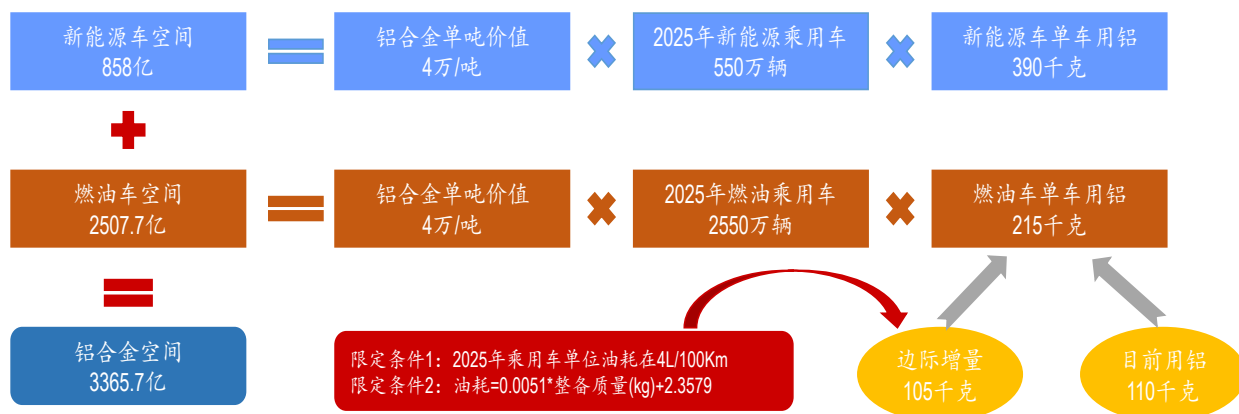 新能源车空间
858亿
铝合金单吨价值
4万/吨
2025年新能源乘用车
550万辆
新能源车单车用铝
390千克
燃油车空间
2507.7亿
铝合金单吨价值
4万/吨
2025年燃油乘用车
2550万辆
燃油车单车用铝
215千克
铝合金空间
3365.7亿
限定条件1：2025年乘用车单位油耗在4L/100Km
限定条件2：油耗=0.0051*整备质量(kg)+2.3579
边际增量
105千克
目前用铝
110千克